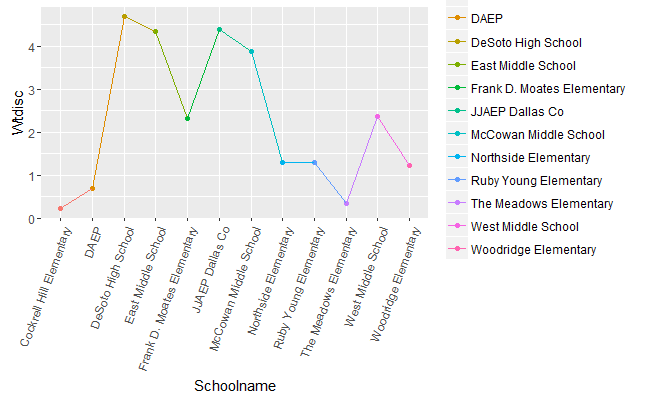 Wtdisc
4
3
2
1
0
Cockrell Hill Elementary
DAEP
DeSoto High School
East Middle School
Frank D. Moates Elementary
JJAEP Dallas Co
McCowan Middle School
Northside Elementary
Ruby Young Elementary
The Meadows Elementary
West Middle School
Woodridge Elementary
Schoolname
DAEP
DeSoto High School
East Middle School
Frank D. Moates Elementary
JJAEP Dallas Co
McCowan Middle School
Northside Elementary
Ruby Young Elementary
The Meadows Elementary
West Middle School
Woodridge Elementary